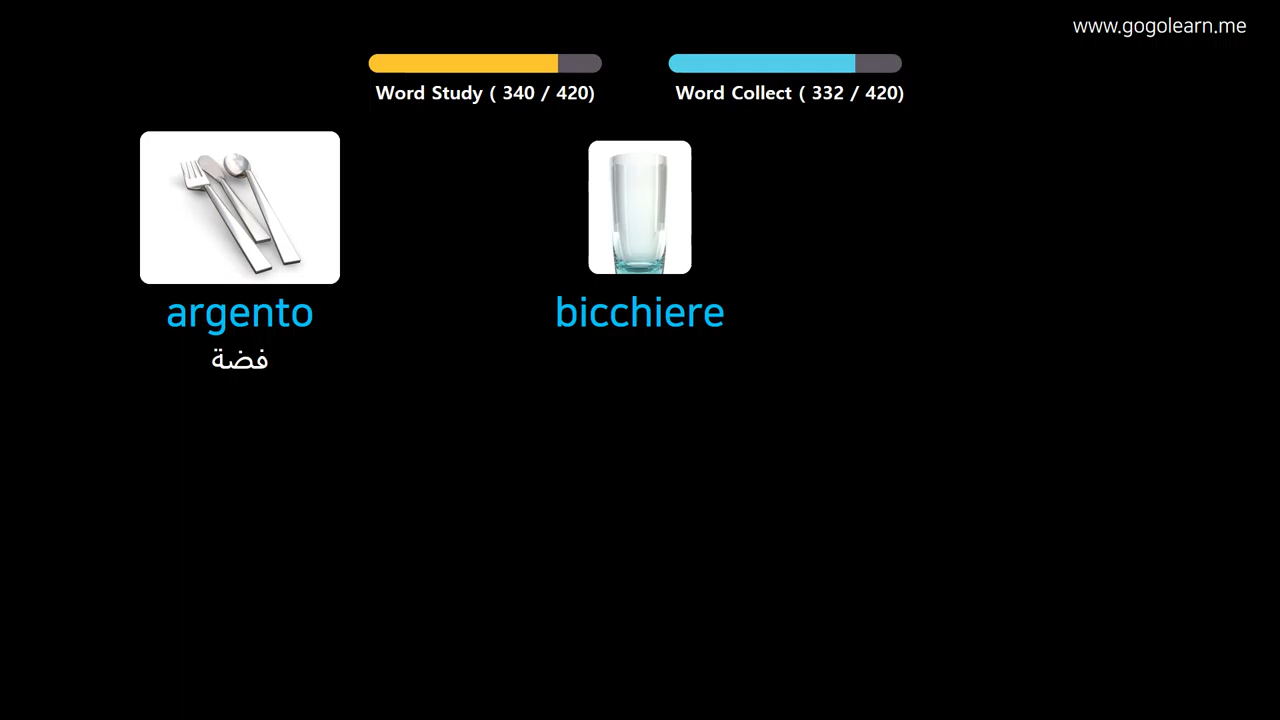 www.gogolearn.me
Word Study ( 340 / 420)
Word Collect ( 332 / 420)
argento
فضة
bicchiere